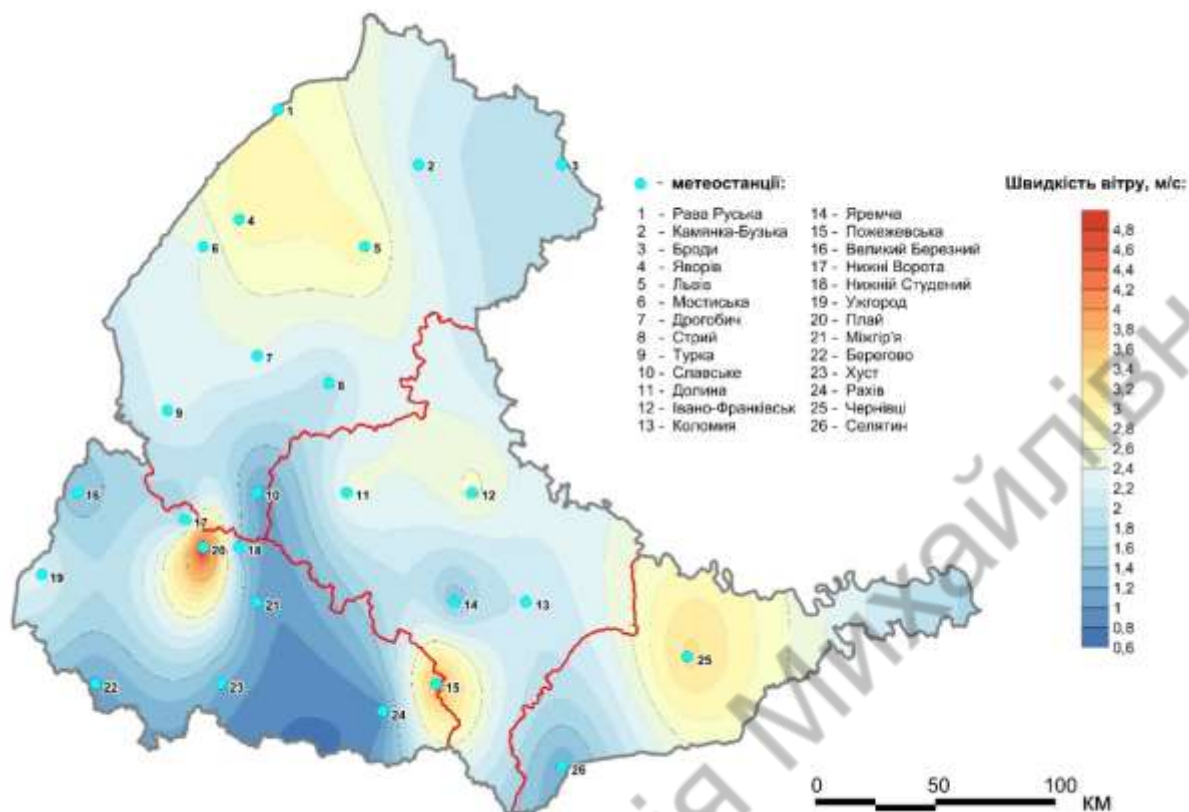 - метеостанції:
Швидкість вітру, м/с:
1 - Рава Руська
2 - Камянка-Бузька
3 - Броди
4 - Яворів
5 - Львів
6 - Мостиська
7 - Дрогобич
8 - Стрий
9 - Турка
10 - Славське
11 - Долина
12 - Івано-Франківськ
13 - Коломия
14 - Яремча
15 - Пожежевська
16 - Великий Березний
17 - Нижні Ворота
18 - Нижній Студений
19 - Ужгород
20 - Плай
21 - Міжгір'я
22 - Берегово
23 - Хуст
24 - Рахів
25 - Чернівці
26 - Селятин
4,8
4,6
4,4
4,2
4
3,8
3,6
3,4
3,2
3
2,8
2,6
2,4
2,2
2
1,8
1,6
1,4
1,2
1
0,8
0,6
1
2
3
4
5
6
7
8
9
10
11
12
16
17
20
18
19
21
14
13
25
22
23
15
24
26
0 50 100
КМ
ія Михайлівн